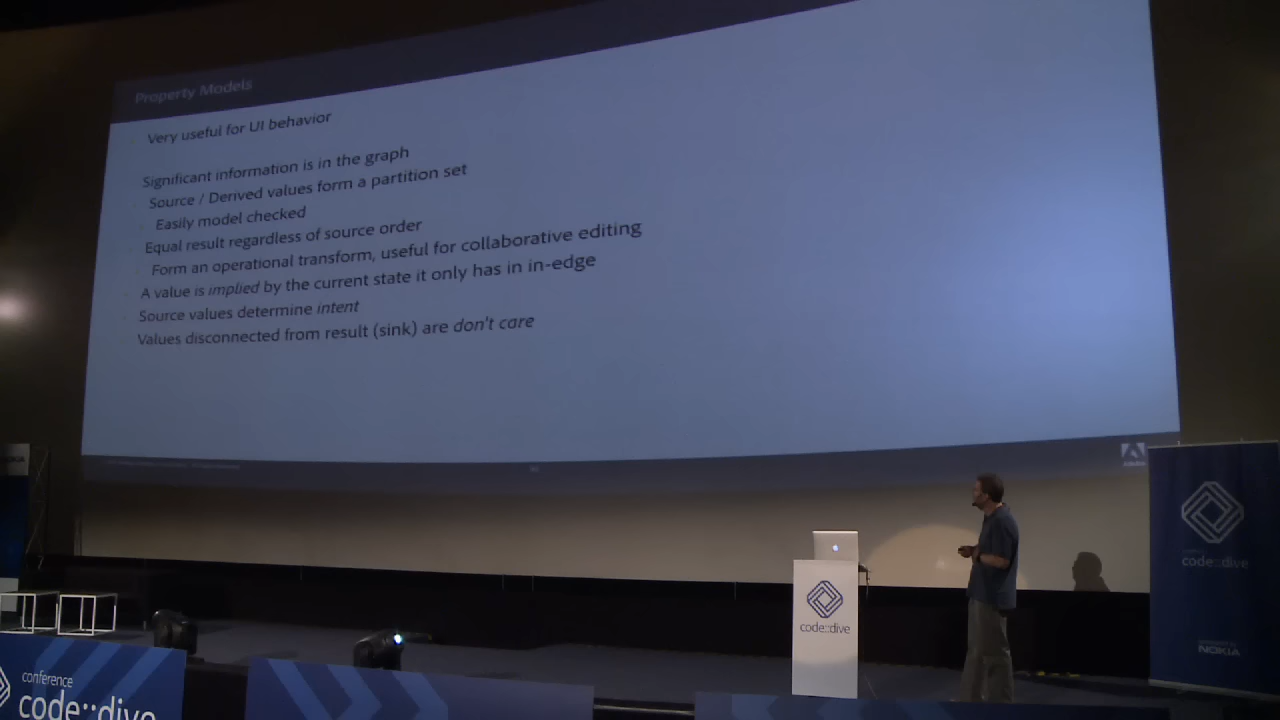 Property Models
Very useful for UI behavior
Significant information is in the graph
Source / Derived values form a partition set
Easily model checked
Equal result regardless of source order
Form an operational transform, useful for collaborative editing
A value is implied by the current state it only has in in-edge
Source values determine intent
Values disconnected from result (sink) are don't care
NOKIA
code::dive
code::dive
NOKIA
conference
code::dive